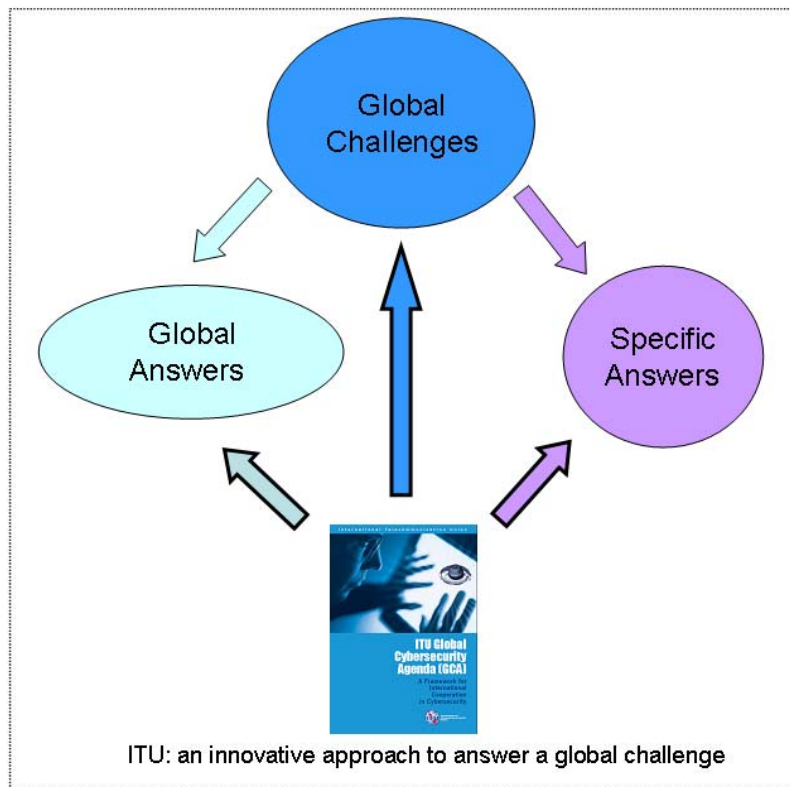 Global
Challenges
Global
Answers
Specific
Answers
International Telecommunication Union
ITU Global
Cybersecurity
Agenda (GCA)
A Framework for
International
Cooperation
in Cybersecurity
ITU: an innovative approach to answer a global challenge